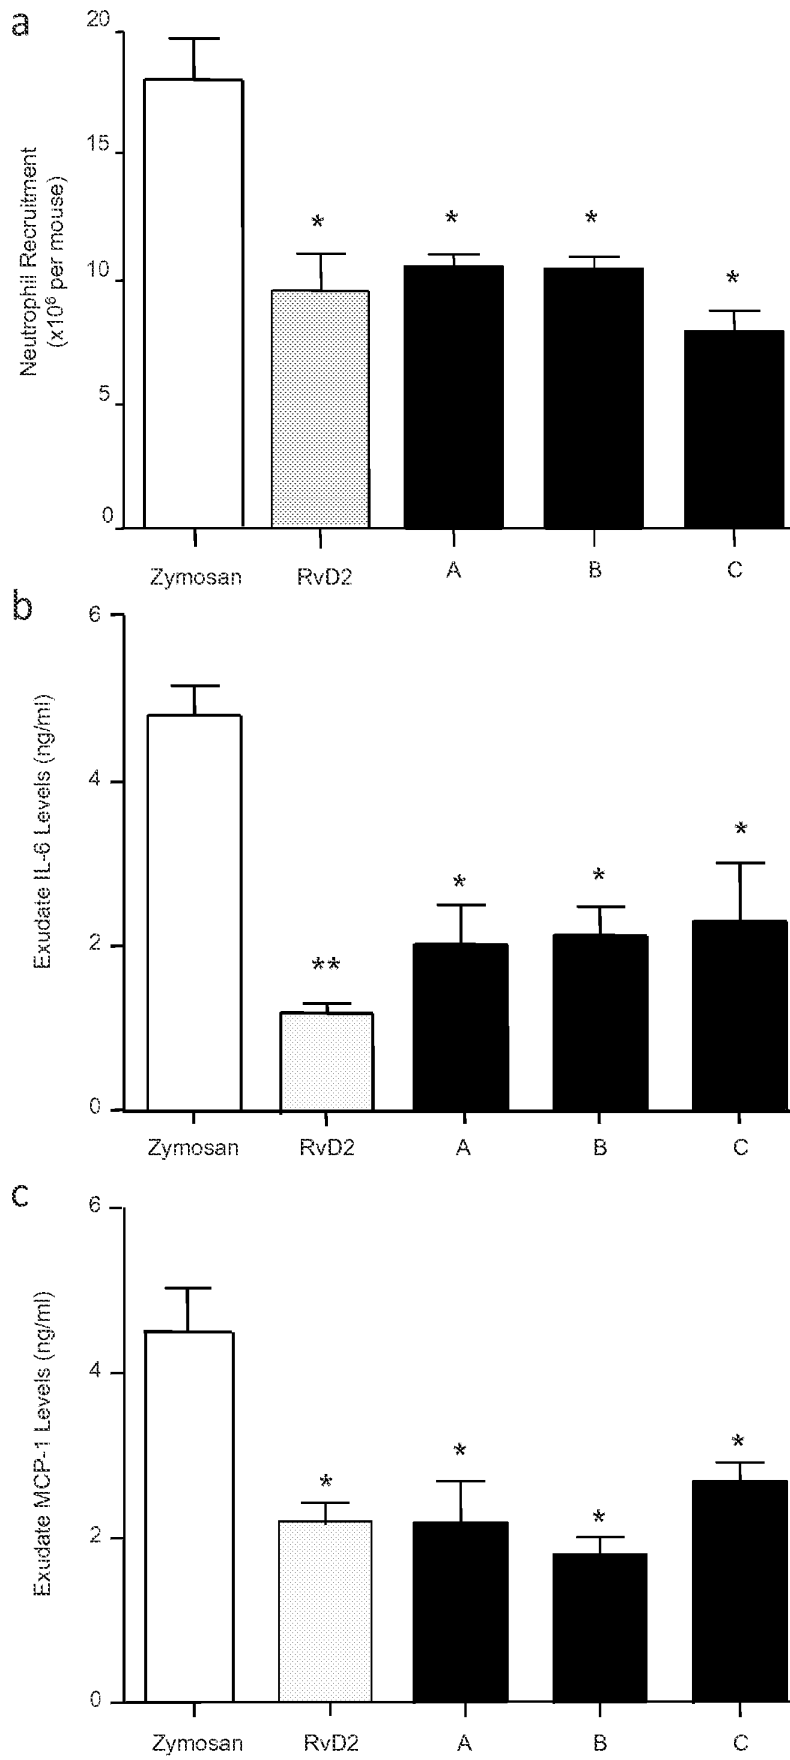 a
20
15
10
5
0
Neutrophil Recruitment
(x10⁶ per mouse)
*
*
*
*
Zymosan
RvD2
A
B
C
b
6
4
2
0
Exudate IL-6 Levels (ng/ml)
**
*
*
*
Zymosan
RvD2
A
B
C
c
6
4
2
0
Exudate MCP-1 Levels (ng/ml)
*
*
*
*
Zymosan
RvD2
A
B
C